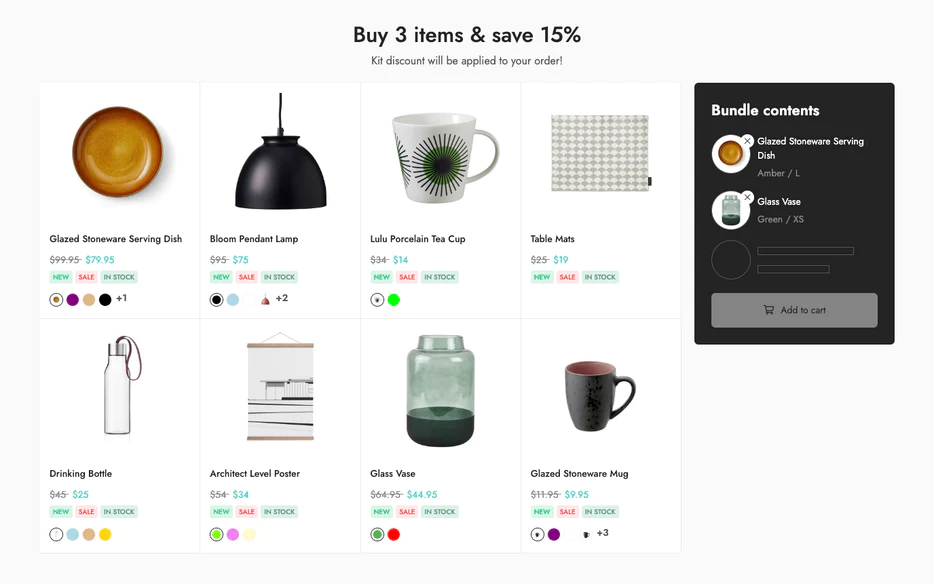 Buy 3 items & save 15%
Kit discount will be applied to your order!
Glazed Stoneware Serving Dish
$99.95 $79.95
NEW SALE IN STOCK
+1
Bloom Pendant Lamp
$95 $75
NEW SALE IN STOCK
+2
Lulu Porcelain Tea Cup
$34 $14
NEW SALE IN STOCK
Table Mats
$25 $19
NEW SALE IN STOCK
Drinking Bottle
$45 $25
NEW SALE IN STOCK
Architect Level Poster
$54 $34
NEW SALE IN STOCK
Glass Vase
$64.95 $44.95
NEW SALE IN STOCK
Glazed Stoneware Mug
$11.95 $9.95
NEW SALE IN STOCK
+3
Bundle contents
Glazed Stoneware Serving
Dish
Amber / L
Glass Vase
Green / XS
Add to cart